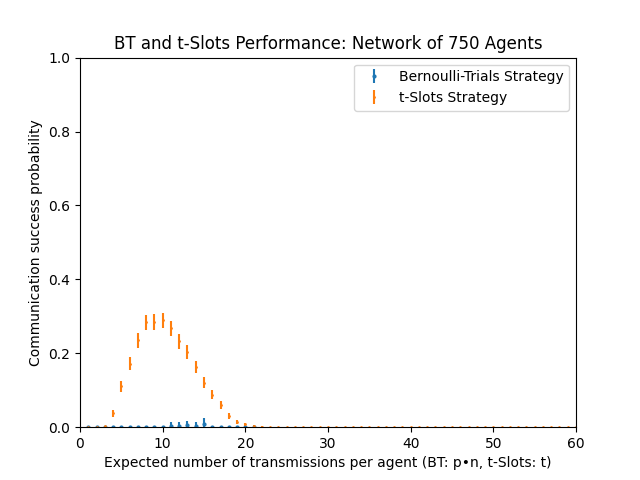 BT and t-Slots Performance: Network of 750 Agents
Bernoulli-Trials Strategy
t-Slots Strategy
Communication success probability
1.0
0.8
0.6
0.4
0.2
0.0
0 10 20 30 40 50 60
Expected number of transmissions per agent (BT: p•n, t-Slots: t)